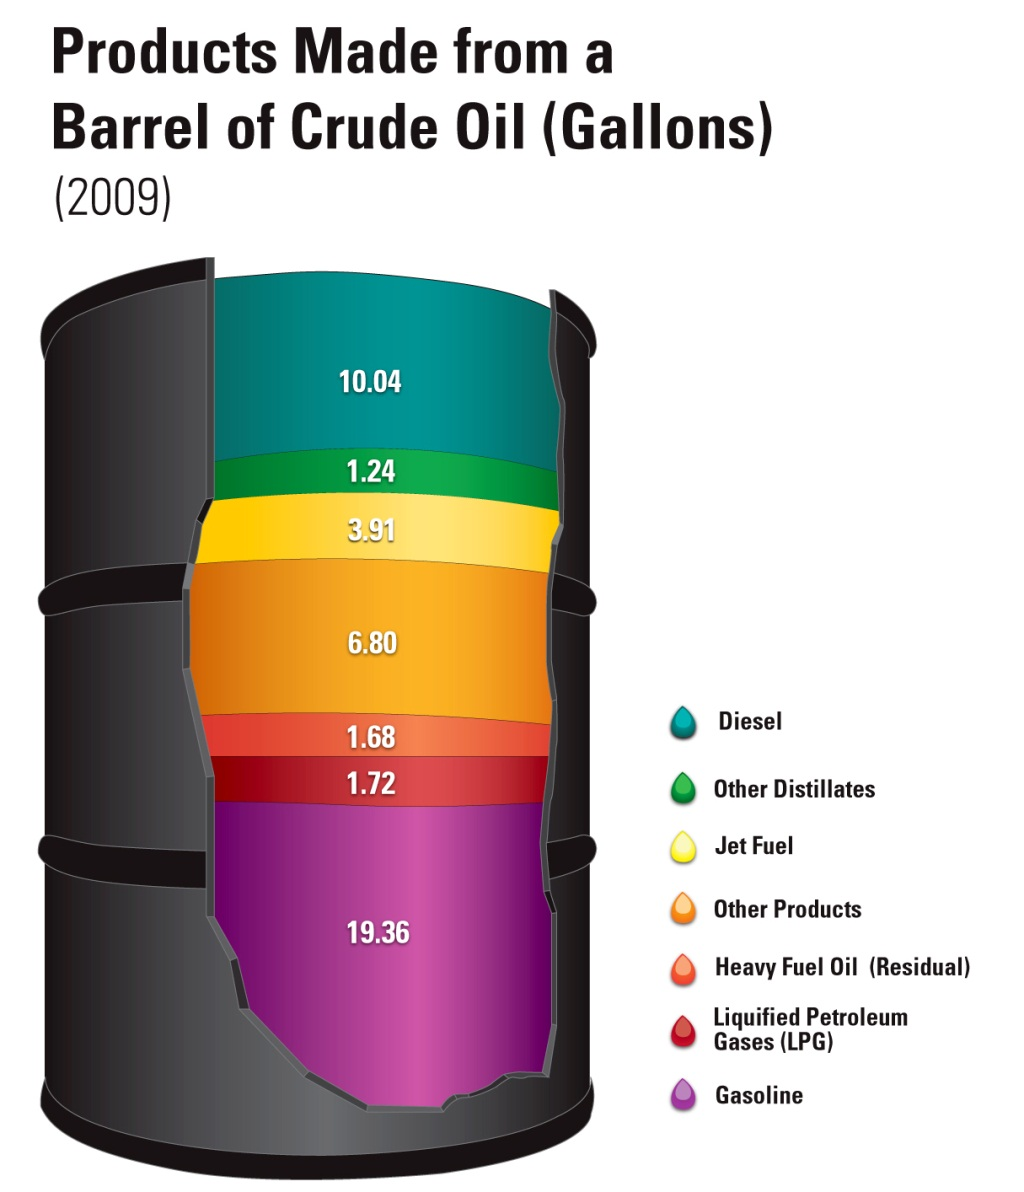 Products Made from a
Barrel of Crude Oil (Gallons)
(2009)
10.04
1.24
3.91
6.80
1.68
1.72
19.36
Diesel
Other Distillates
Jet Fuel
Other Products
Heavy Fuel Oil (Residual)
Liquified Petroleum
Gases (LPG)
Gasoline